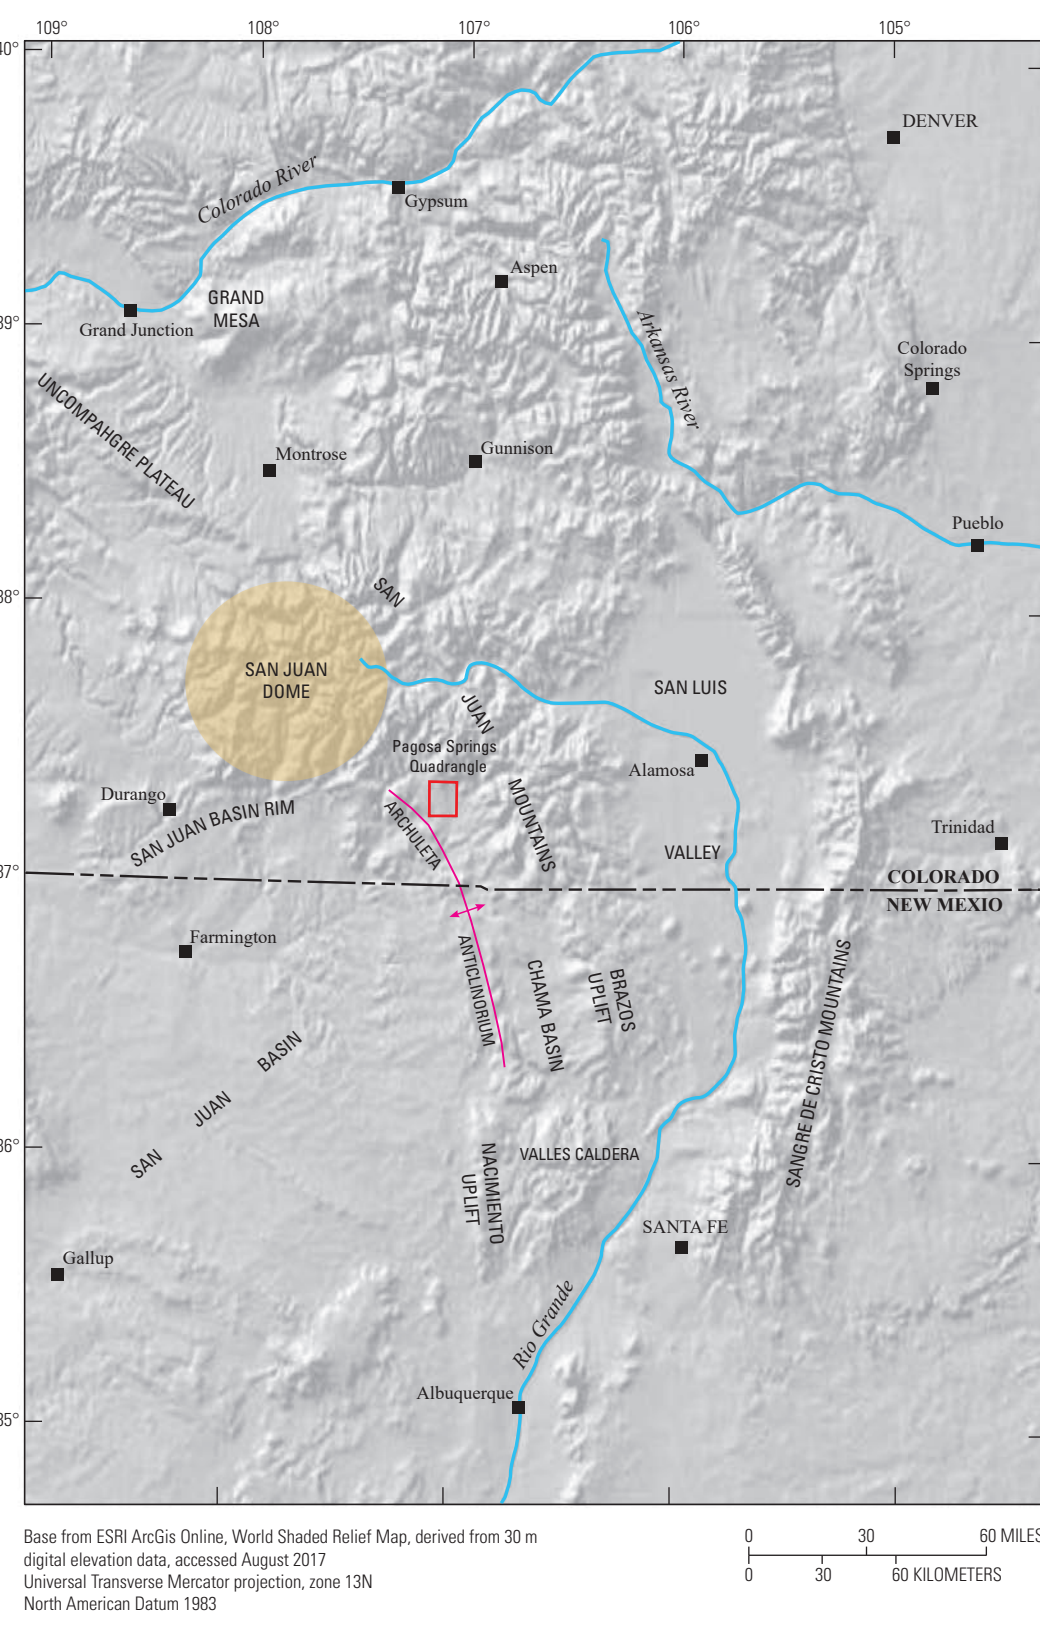 109°
108°
107°
106°
105°
40°
DENVER
Colorado River
Gypsum
Aspen
GRAND
MESA
Grand Junction
39°
Arkansas River
Colorado
Springs
UNCOMPAHGRE PLATEAU
Montrose
Gunnison
Pueblo
38°
SAN
SAN JUAN
DOME
SAN LUIS
JUAN
Pagosa Springs
Quadrangle
Alamosa
Durango
SAN JUAN BASIN RIM
ARCHULETA
MOUNTAINS
Trinidad
VALLEY
37°
COLORADO
NEW MEXIO
Farmington
ANTICLINORIUM
CHAMA BASIN
BRAZOS
UPLIFT
SANGRE DE CRISTO MOUNTAINS
BASIN
JUAN
SAN
36°
VALLES CALDERA
NACIMIENTO
UPLIFT
SANTA FE
Gallup
Rio Grande
Albuquerque
35°
Base from ESRI ArcGis Online, World Shaded Relief Map, derived from 30 m
digital elevation data, accessed August 2017
Universal Transverse Mercator projection, zone 13N
North American Datum 1983
0 30 60 MILES
0 30 60 KILOMETERS